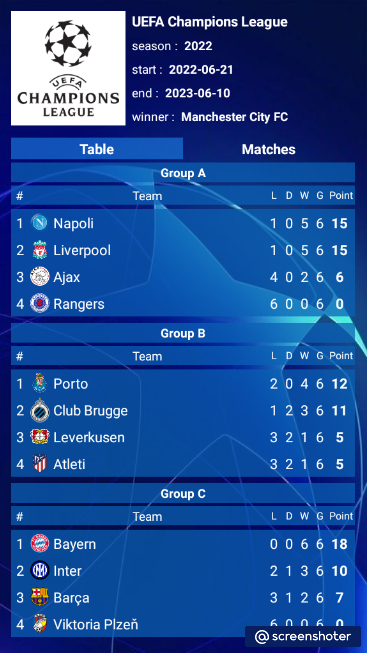 UEFA Champions League
season : 2022
start : 2022-06-21
end : 2023-06-10
winner : Manchester City FC
UEFA
CHAMPIONS
LEAGUE
Table Matches
Group A
# Team L D W G Point
1 Napoli 1 0 5 6 15
2 Liverpool 1 0 5 6 15
3 Ajax 4 0 2 6 6
4 Rangers 6 0 0 6 0
Group B
# Team L D W G Point
1 Porto 2 0 4 6 12
2 Club Brugge 1 2 3 6 11
3 Leverkusen 3 2 1 6 5
4 Atleti 3 2 1 6 5
Group C
# Team L D W G Point
1 Bayern 0 0 6 6 18
2 Inter 2 1 3 6 10
3 Barça 3 1 2 6 7
4 Viktoria Plzeň 6 0 0 6 0
@screenshoter